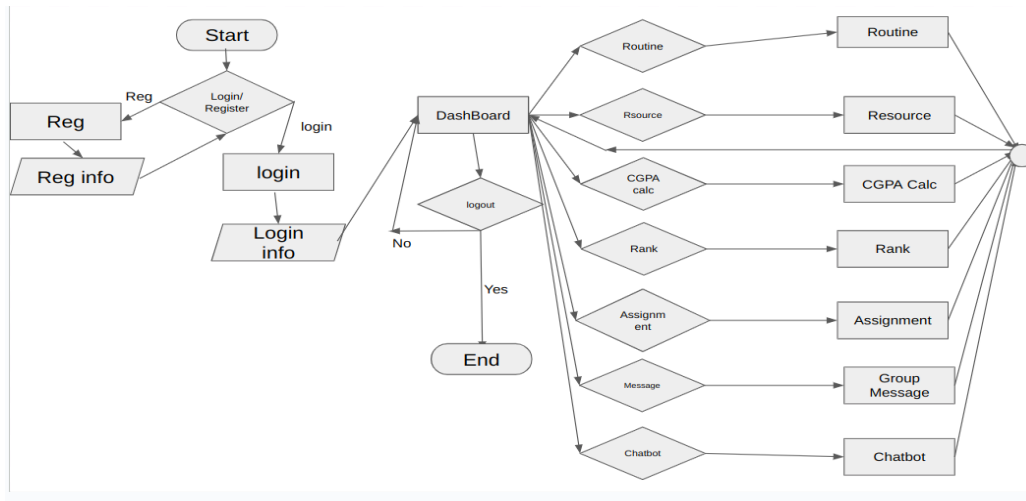 Start
Login/
Register
Reg
login
Reg
Reg info
login
Login
info
DashBoard
logout
No
Yes
End
Routine
Routine
Rsource
Resource
CGPA
calc
CGPA Calc
Rank
Rank
Assignm
ent
Assignment
Message
Group
Message
Chatbot
Chatbot